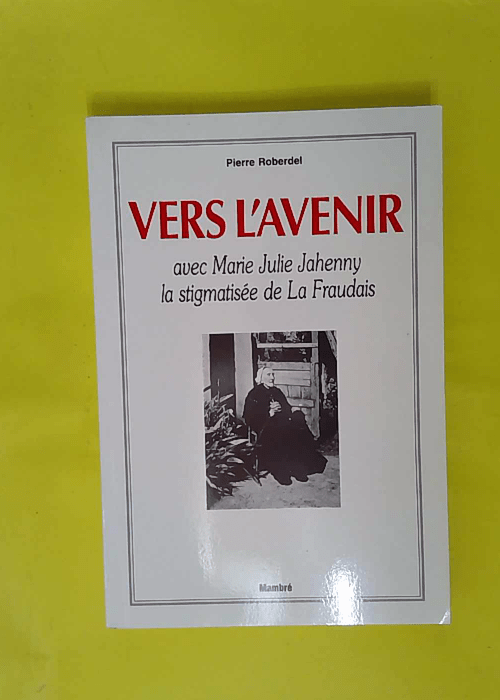 Pierre Roberdel
VERS L'AVENIR
avec Marie Julie Jahenny
la stigmatisée de La Fraudais
Mambré